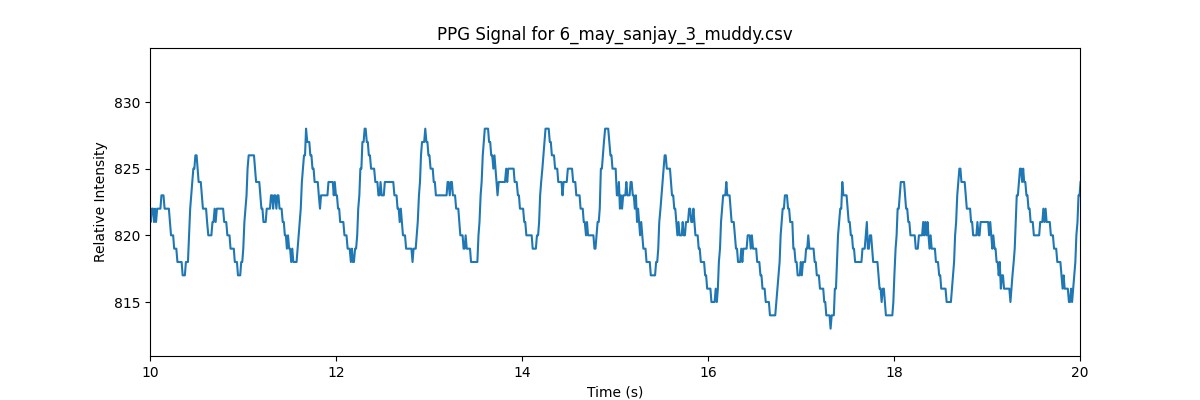 PPG Signal for 6_may_sanjay_3_muddy.csv
830
825
820
815
Relative Intensity
10 12 14 16 18 20
Time (s)